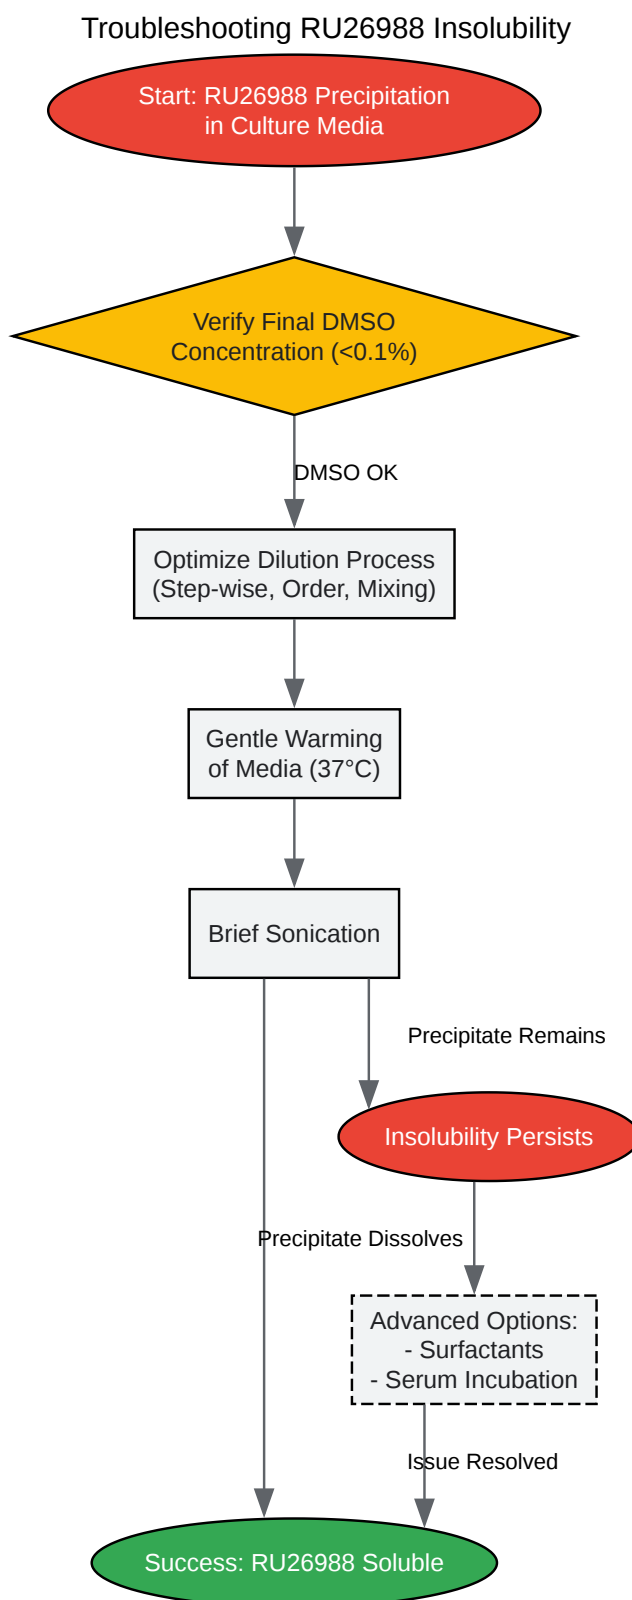 Troubleshooting RU26988 Insolubility
Start: RU26988 Precipitation
in Culture Media
Verify Final DMSO
Concentration (<0.1%)
DMSO OK
Optimize Dilution Process
(Step-wise, Order, Mixing)
Gentle Warming
of Media (37°C)
Brief Sonication
Precipitate Remains
Insolubility Persists
Precipitate Dissolves
Advanced Options:
- Surfactants
- Serum Incubation
Issue Resolved
Success: RU26988 Soluble